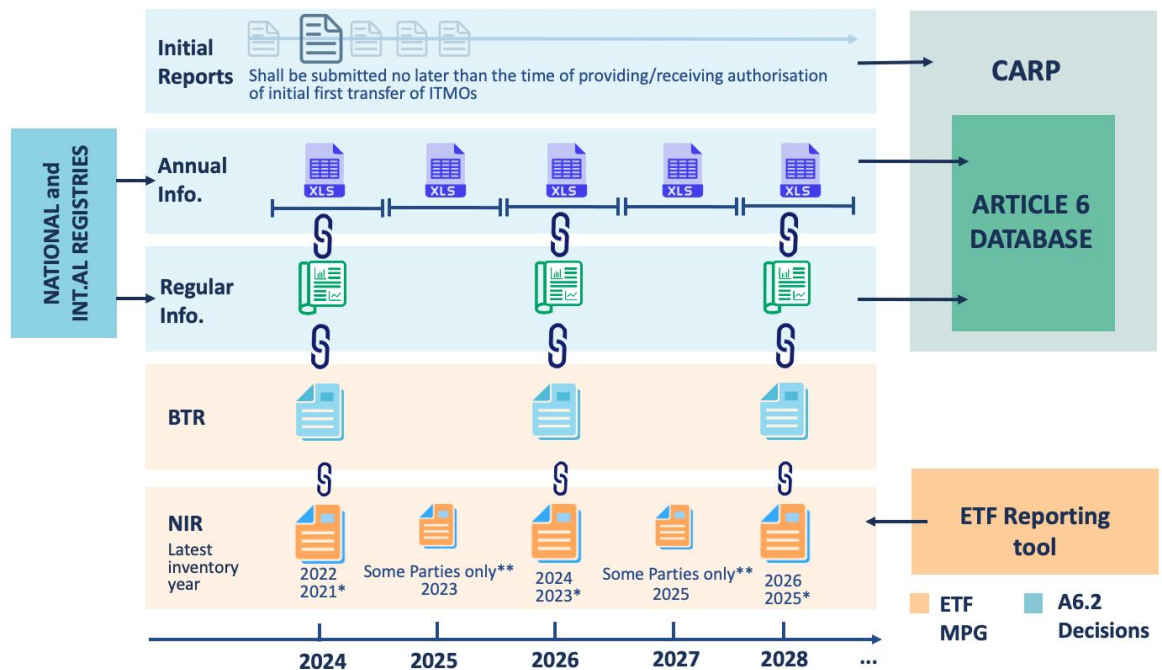 Initial
Reports
Shall be submitted no later than the time of providing/receiving authorisation
of initial first transfer of ITMOs
CARP
NATIONAL and
INT.AL REGISTRIES
Annual
Info.
XLS
XLS
XLS
XLS
XLS
ARTICLE 6
DATABASE
Regular
Info.
BTR
NIR
Latest
inventory
year
2022
2021*
Some Parties only**
2023
2024
2023*
Some Parties only**
2025
2026
2025*
ETF Reporting
tool
ETF
MPG
A6.2
Decisions
2024
2025
2026
2027
2028
...